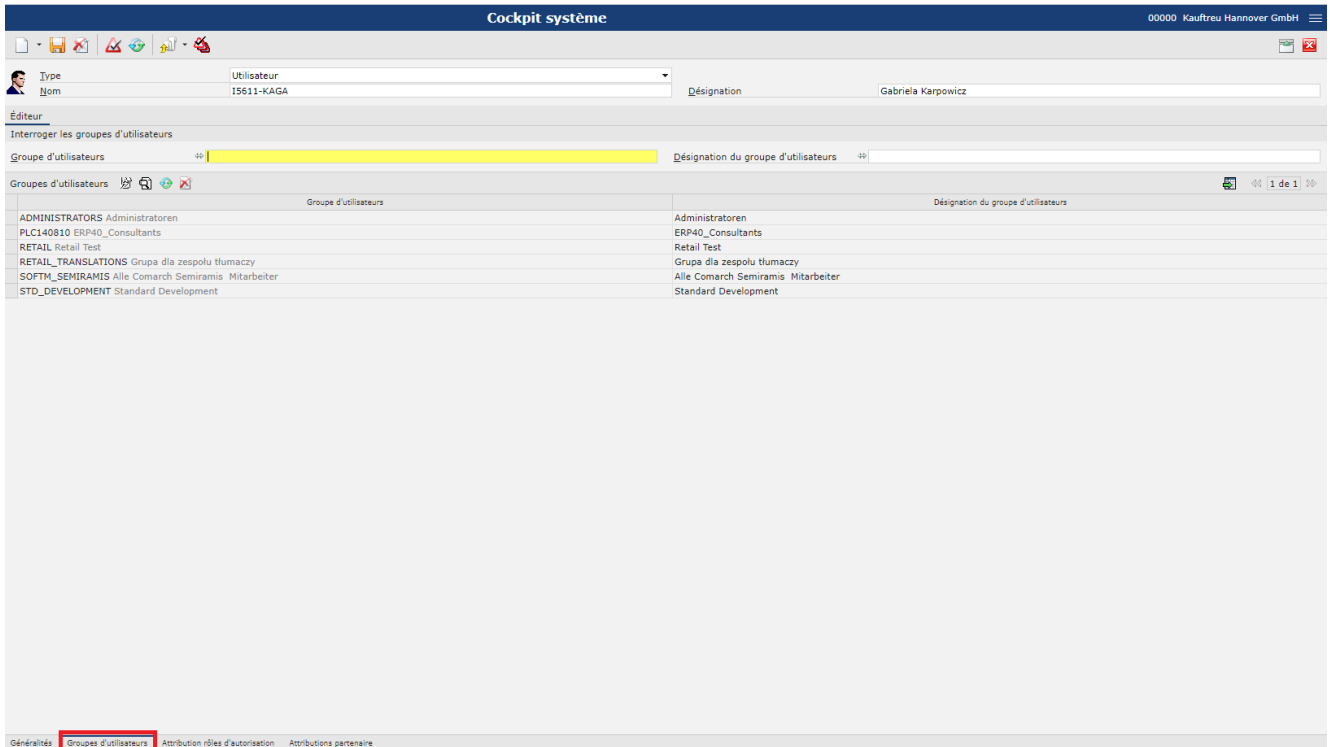 Cockpit système
00000 Kauftreu Hannover GmbH
Type Utilisateur
Nom I5611-KAGA Désignation Gabriela Karpowicz
Éditeur
Interroger les groupes d'utilisateurs
Groupe d'utilisateurs Désignation du groupe d'utilisateurs
Groupes d'utilisateurs 1 de 1
Groupe d'utilisateurs Désignation du groupe d'utilisateurs
ADMINISTRATORS Administratoren Administratoren
PLC140810 ERP40_Consultants ERP40_Consultants
RETAIL Retail Test Retail Test
RETAIL_TRANSLATIONS Grupa dla zespołu tłumaczy Grupa dla zespołu tłumaczy
SOFTM_SEMIRAMIS Alle Comarch Semiramis Mitarbeiter Alle Comarch Semiramis Mitarbeiter
STD_DEVELOPMENT Standard Development Standard Development
Généralités Groupes d'utilisateurs Attribution rôles d'autorisation Attributions partenaire